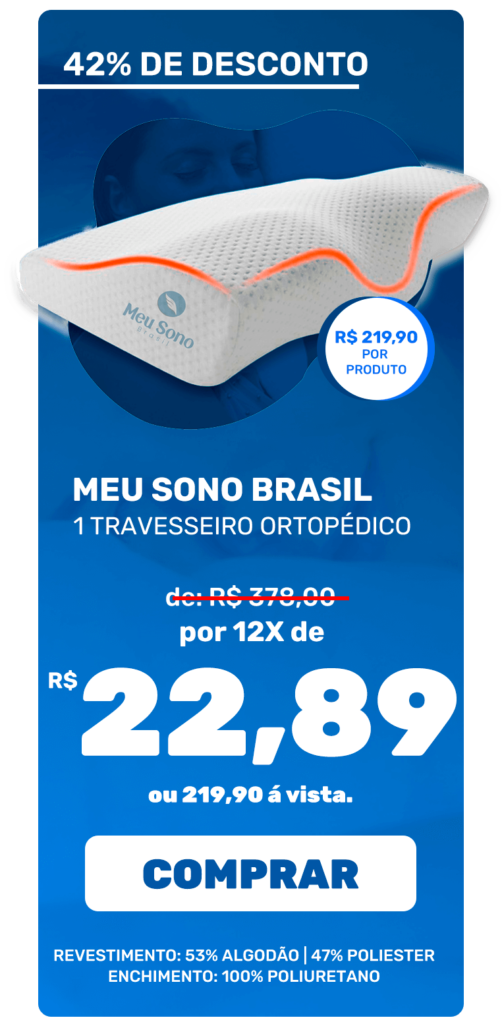 42% DE DESCONTO
Meu Sono
R$ 219,90
POR
PRODUTO
MEU SONO BRASIL
1 TRAVESSEIRO ORTOPÉDICO
de: R$ 378,00
por 12X de
R$ 22,89
ou 219,90 á vista.
COMPRAR
REVESTIMENTO: 53% ALGODÃO | 47% POLIESTER
ENCHIMENTO: 100% POLIURETANO